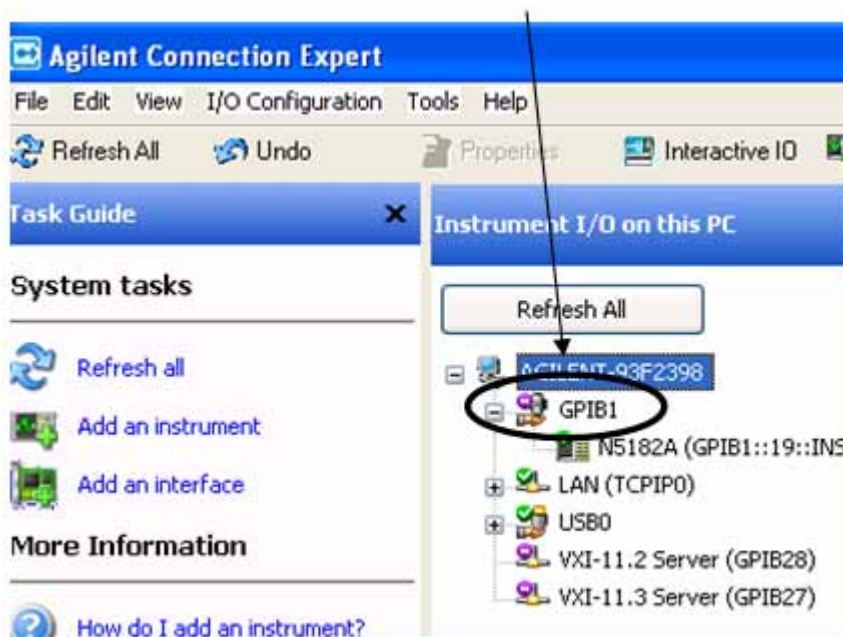 Agilent Connection Expert
File Edit View I/O Configuration Tools Help
Refresh All Undo Properties Interactive IO
Task Guide
Instrument I/O on this PC
System tasks
Refresh All
Refresh all
AGILENT-93F2398
Add an instrument
GPIB1
N5182A (GPIB1::19::INS
Add an interface
LAN (TCPIP0)
USB0
More Information
VXI-11.2 Server (GPIB28)
VXI-11.3 Server (GPIB27)
How do I add an instrument?